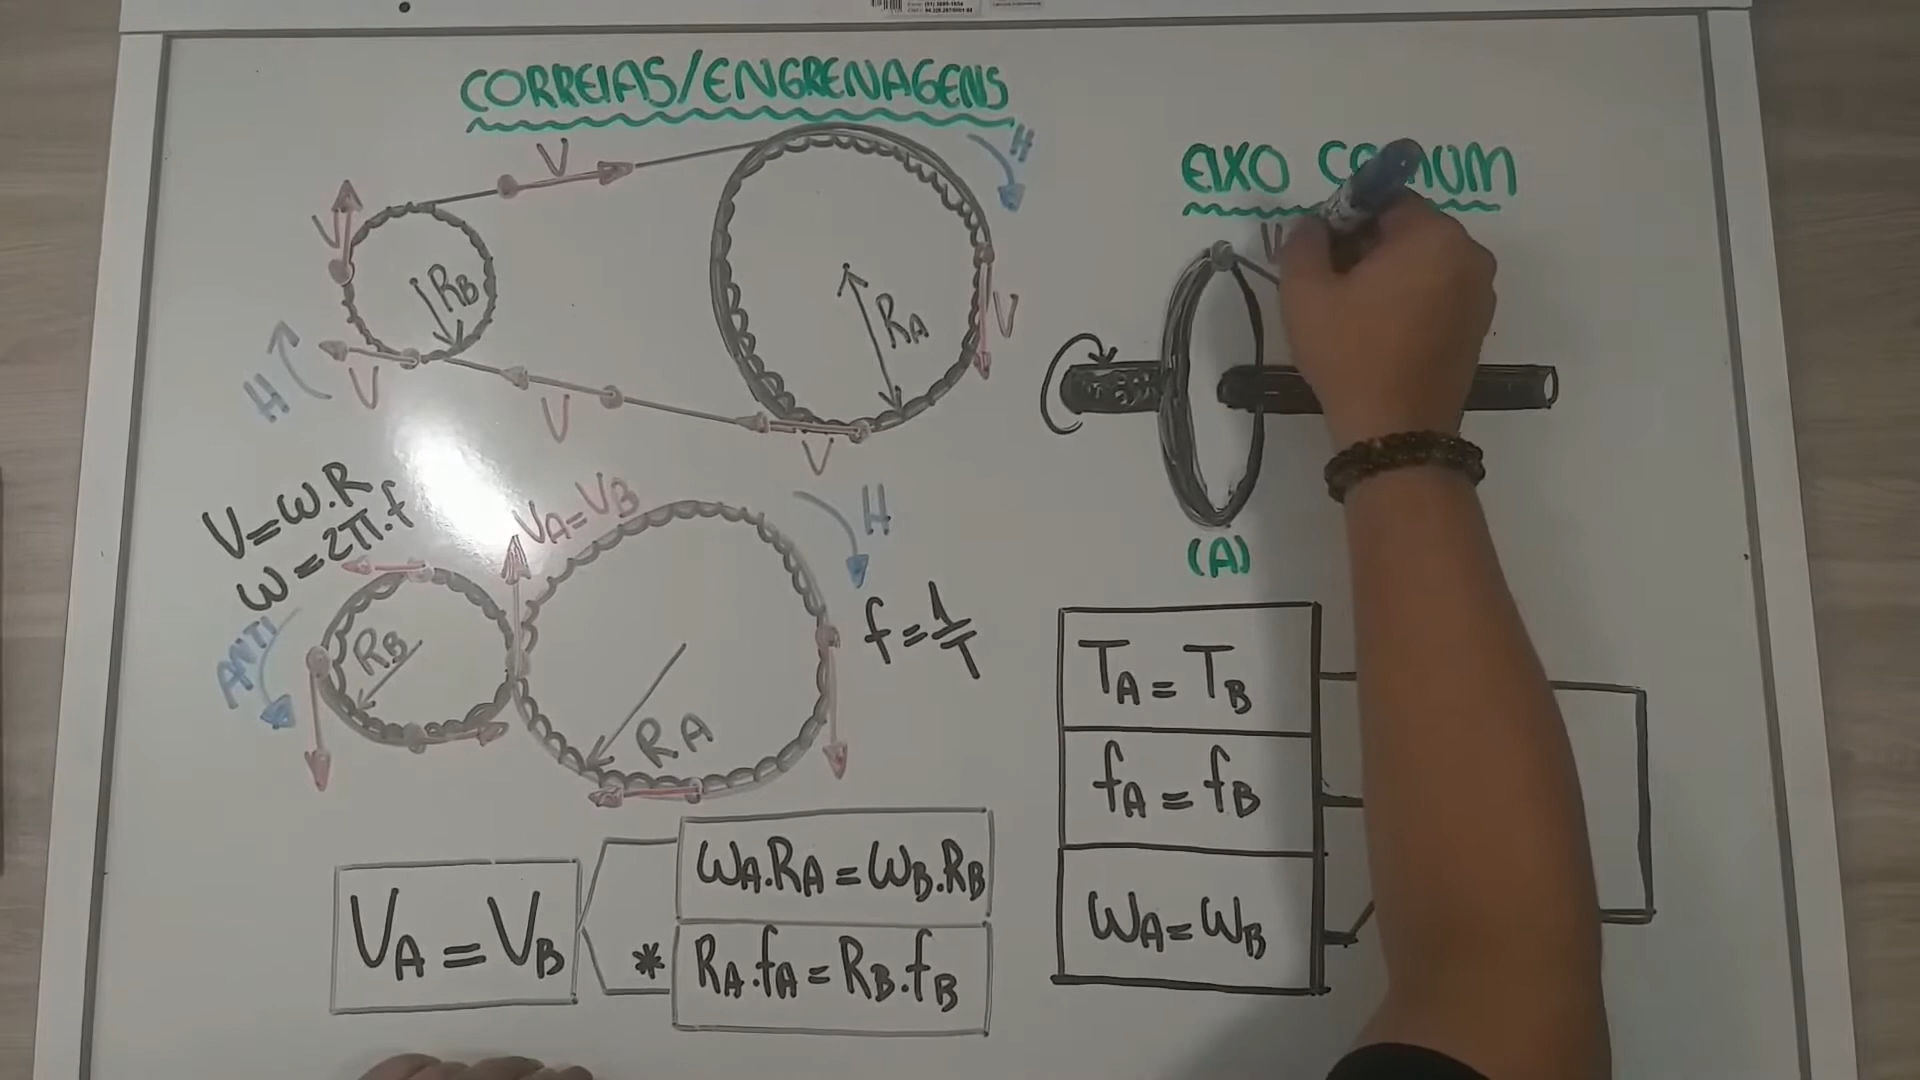 CORREIAS/ENGRENAGENS
H
V
V
RB
RA
V
H
V
V
V
EIXO COMUM
V
(A)
V=ω.R
ω=2π.f
VA=VB
H
f=1/T
ANTI
RB
RA
VA=VB
ωA.RA=ωB.RB
* RA.fA=RB.fB
TA=TB
fA=fB
ωA=ωB